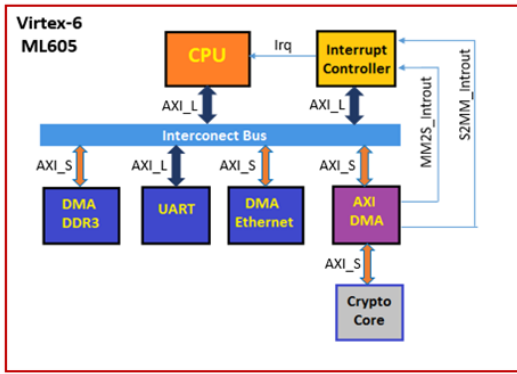 Virtex-6
ML605
CPU
Irq
Interrupt
Controller
AXI_L
AXI_L
MM2S_Introut
S2MM_Introut
Interconect Bus
AXI_S
AXI_L
AXI_S
AXI_S
DMA
DDR3
UART
DMA
Ethernet
AXI
DMA
AXI_S
Crypto
Core